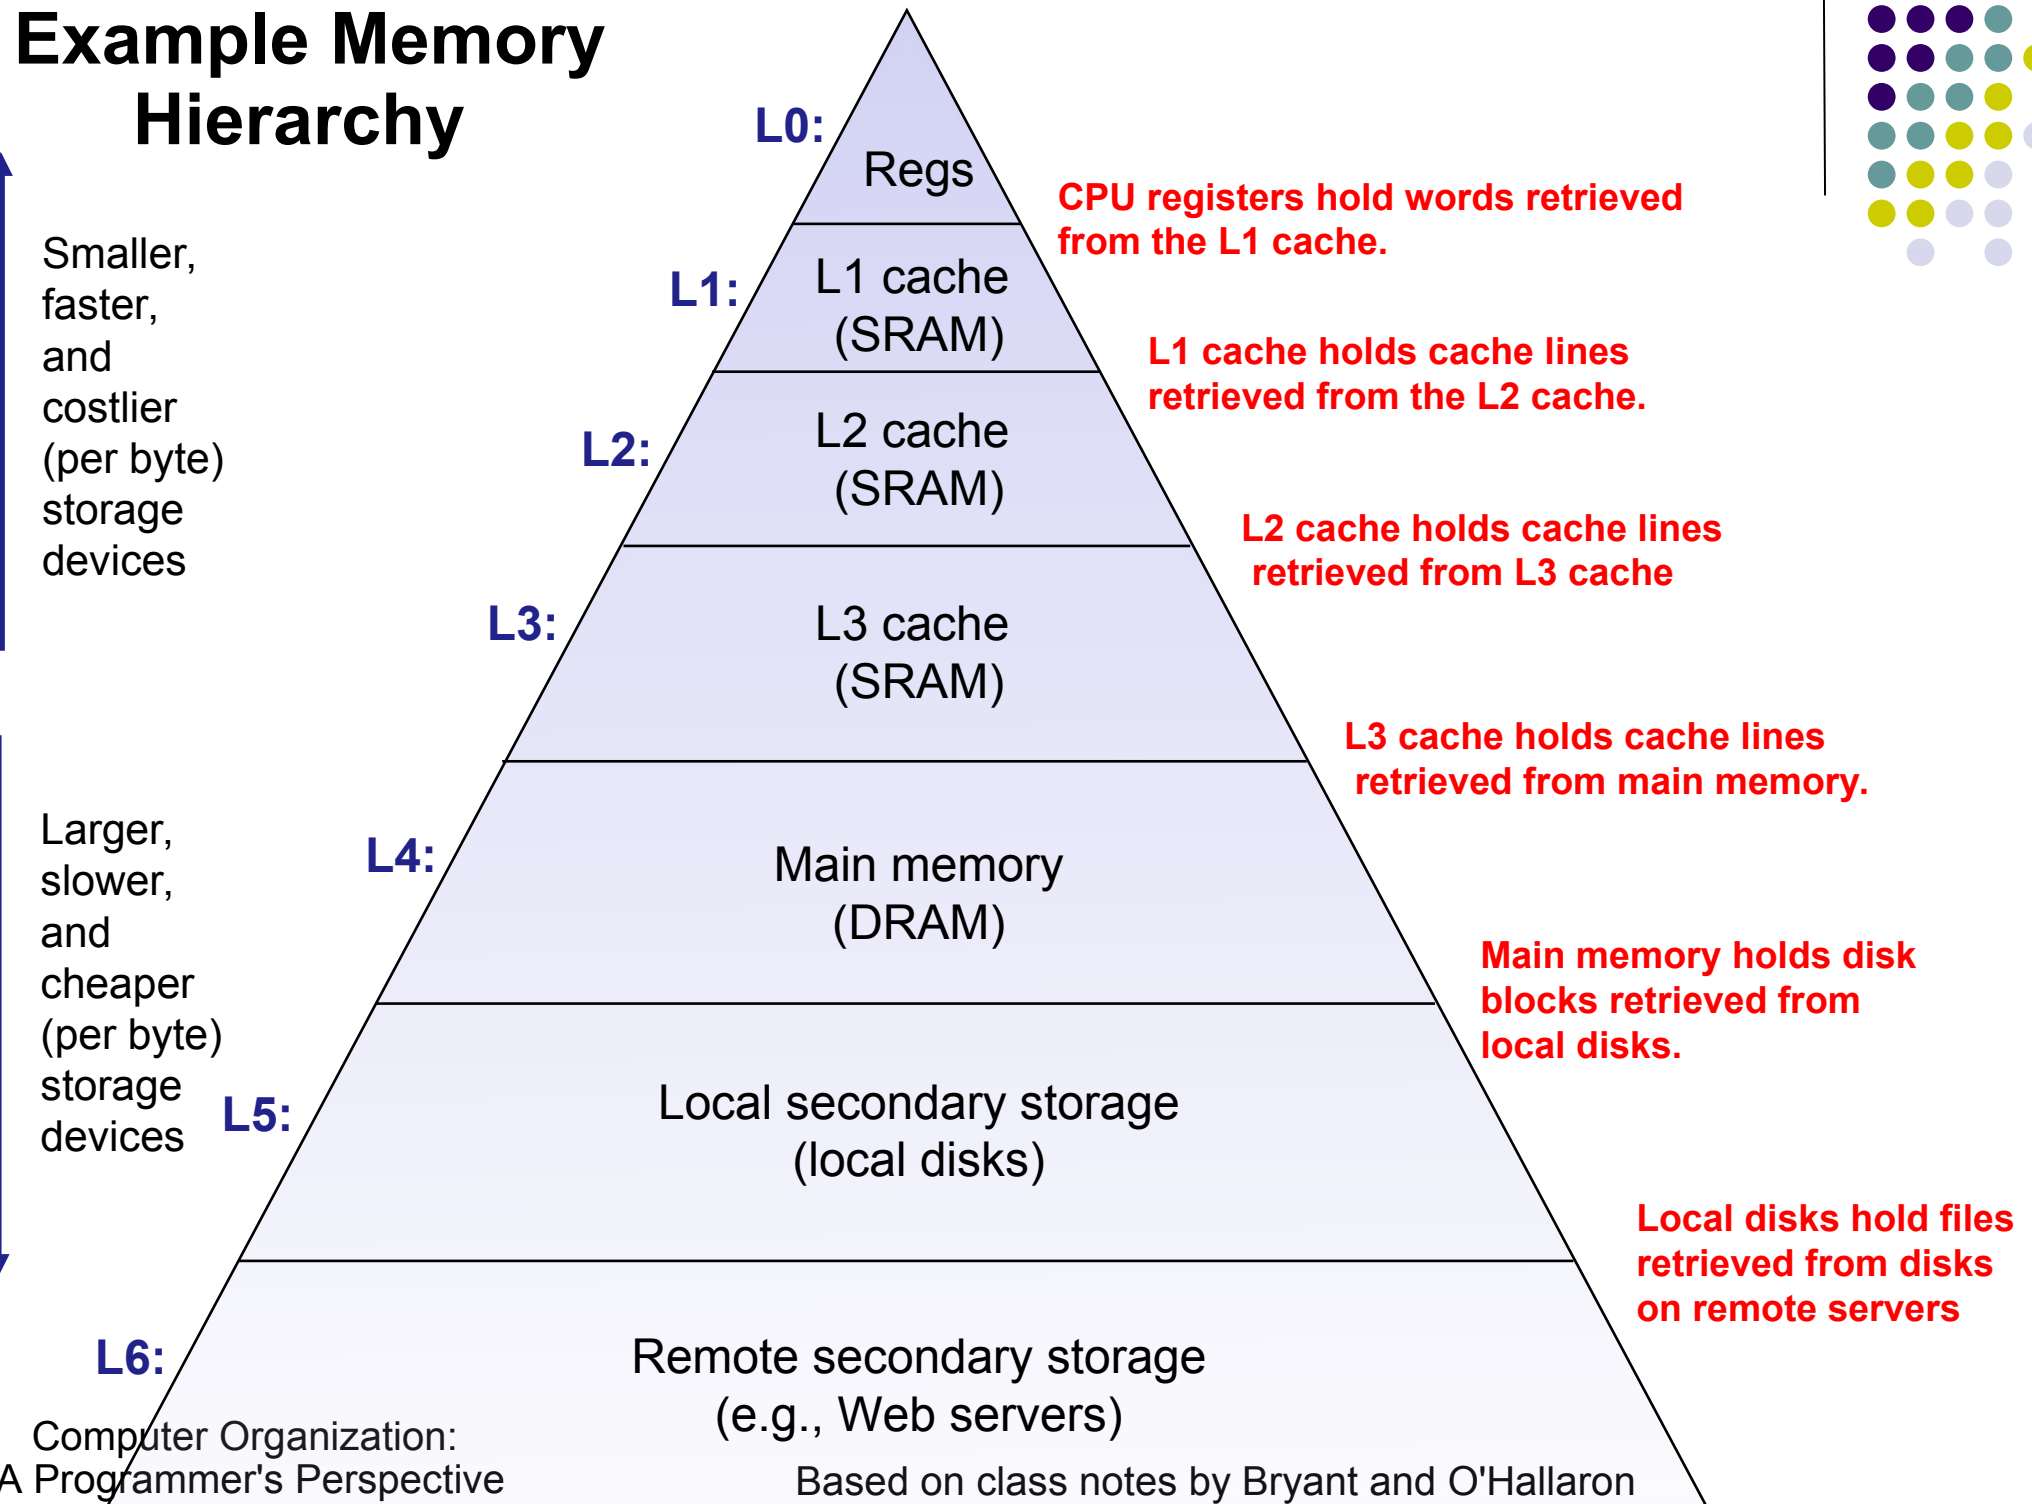 Example Memory
Hierarchy
L0:
Regs
CPU registers hold words retrieved
from the L1 cache.
Smaller,
faster,
and
costlier
(per byte)
storage
devices
L1:
L1 cache
(SRAM)
L1 cache holds cache lines
retrieved from the L2 cache.
L2:
L2 cache
(SRAM)
L2 cache holds cache lines
retrieved from L3 cache
L3:
L3 cache
(SRAM)
L3 cache holds cache lines
retrieved from main memory.
Larger,
slower,
and
cheaper
(per byte)
storage
devices
L4:
Main memory
(DRAM)
Main memory holds disk
blocks retrieved from
local disks.
L5:
Local secondary storage
(local disks)
Local disks hold files
retrieved from disks
on remote servers
L6:
Remote secondary storage
(e.g., Web servers)
Computer Organization:
A Programmer's Perspective
Based on class notes by Bryant and O'Hallaron